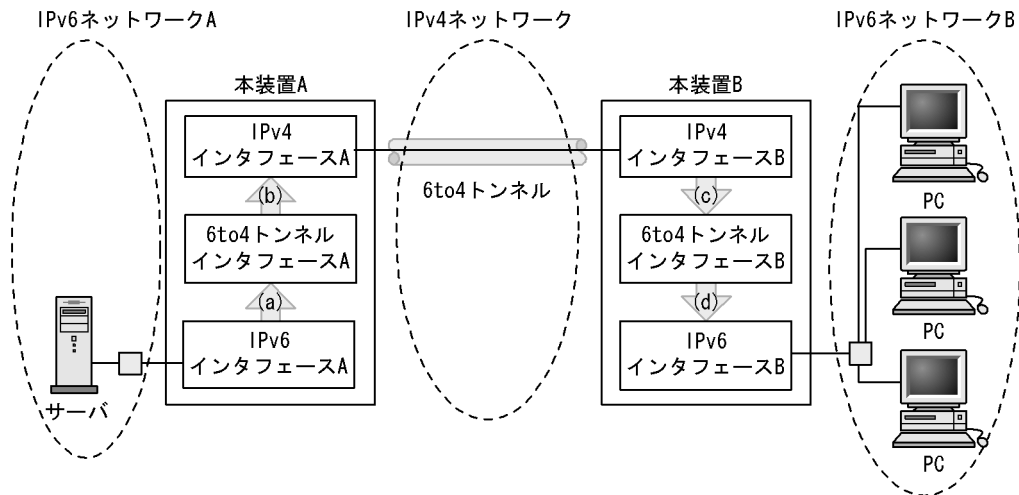 IPv6ネットワークA
IPv4ネットワーク
IPv6ネットワークB
本装置A
本装置B
IPv4
インタフェースA
IPv4
インタフェースB
6to4トンネル
(b)
(c)
6to4トンネル
インタフェースA
6to4トンネル
インタフェースB
(a)
(d)
IPv6
インタフェースA
IPv6
インタフェースB
サーバ
PC
PC
PC